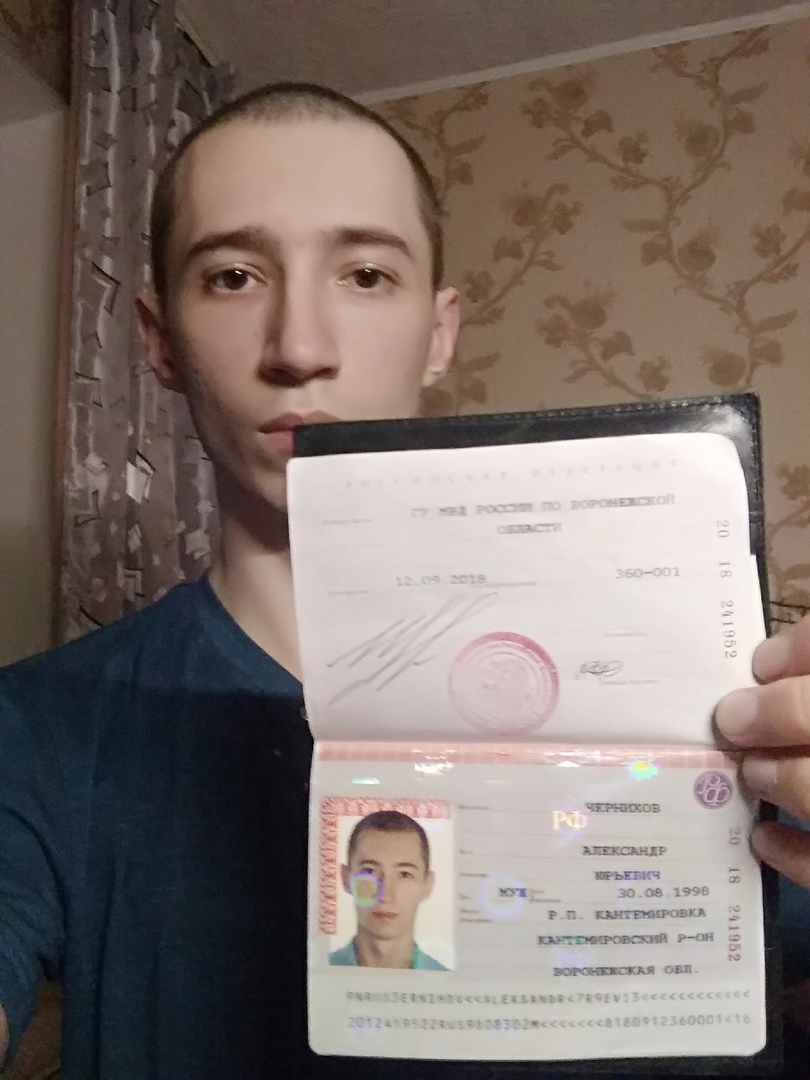 РОССИЙСКАЯ ФЕДЕРАЦИЯ
ГУ МВД РОССИИ ПО ВОРОНЕЖСКОЙ
ОБЛАСТИ
12.09.2018 360-001
20 18 241952
ЧЕРНИХОВ
РФ
АЛЕКСАНДР
ЮРЬЕВИЧ
МУЖ 30.08.1998
Р.П. КАНТЕМИРОВКА
КАНТЕМИРОВСКИЙ Р-ОН
ВОРОНЕЖСКАЯ ОБЛ.
20 18 241952
PNRUS3ERNIHOV<<ALEKSANDR<7R9EVI3<<<<<<<<<<<<
2012419522RUS9808302M<<<<<<<8180912360001<16